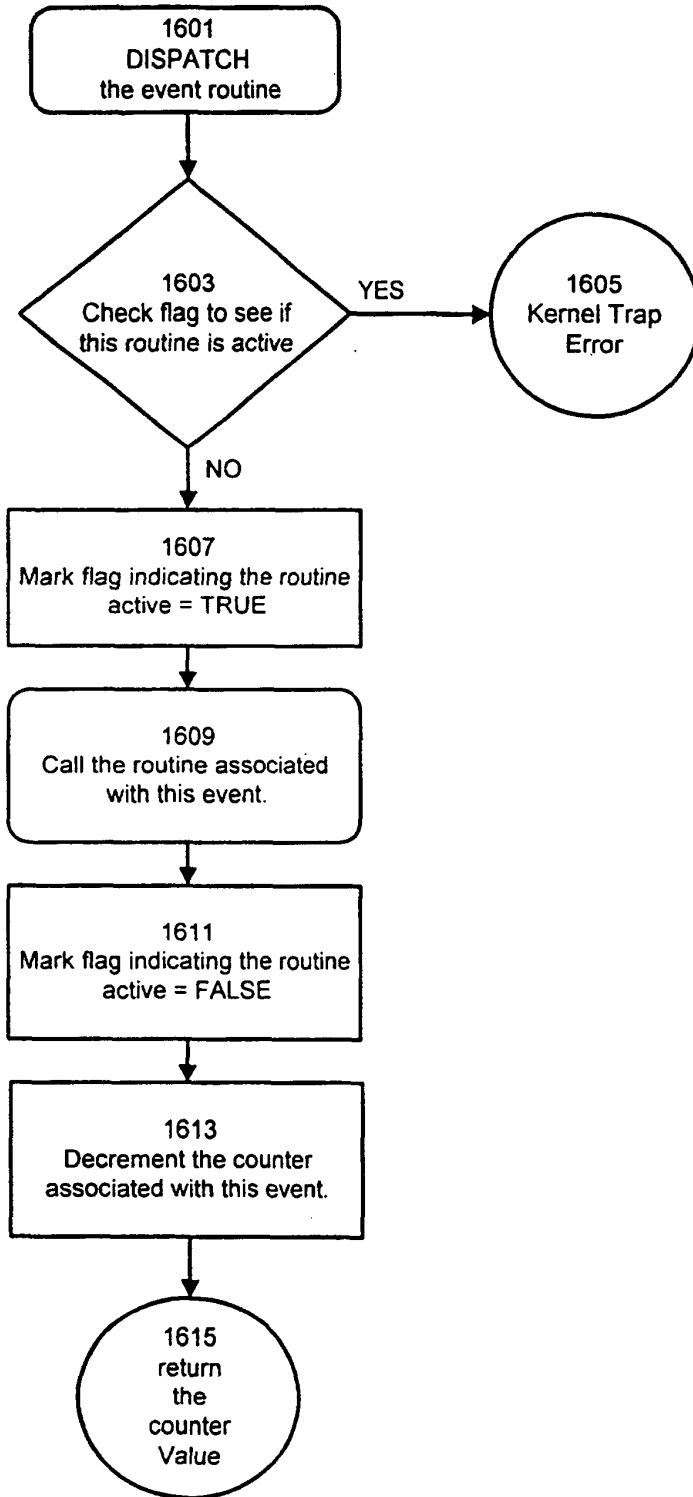 1601
DISPATCH
the event routine
1603
Check flag to see if
this routine is active
YES
1605
Kernel Trap
Error
NO
1607
Mark flag indicating the routine
active = TRUE
1609
Call the routine associated
with this event.
1611
Mark flag indicating the routine
active = FALSE
1613
Decrement the counter
associated with this event.
1615
return
the
counter
Value